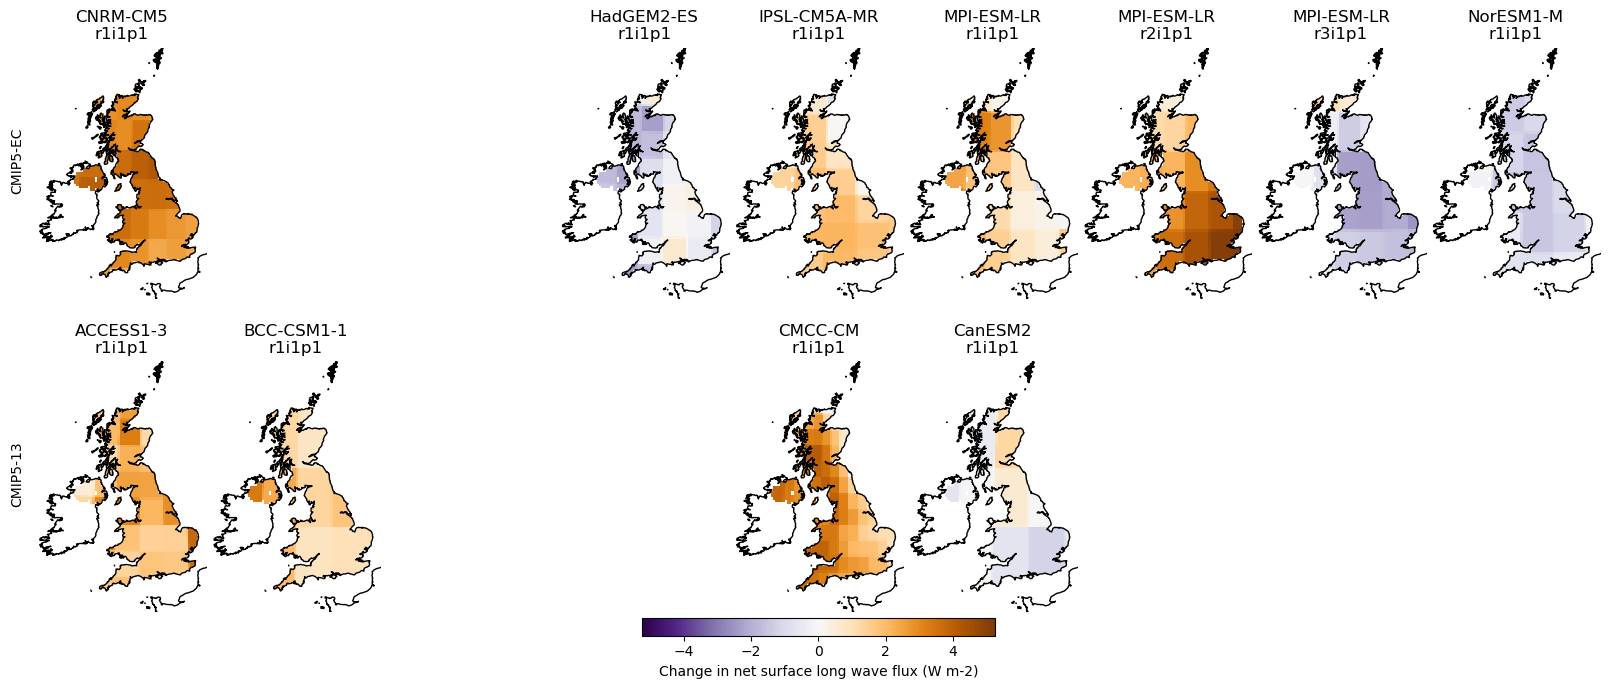 CNRM-CM5
r1i1p1
HadGEM2-ES
r1i1p1
IPSL-CM5A-MR
r1i1p1
MPI-ESM-LR
r1i1p1
MPI-ESM-LR
r2i1p1
MPI-ESM-LR
r3i1p1
NorESM1-M
r1i1p1
CMIP5-EC
ACCESS1-3
r1i1p1
BCC-CSM1-1
r1i1p1
CMCC-CM
r1i1p1
CanESM2
r1i1p1
CMIP5-13
−4 −2 0 2 4
Change in net surface long wave flux (W m-2)